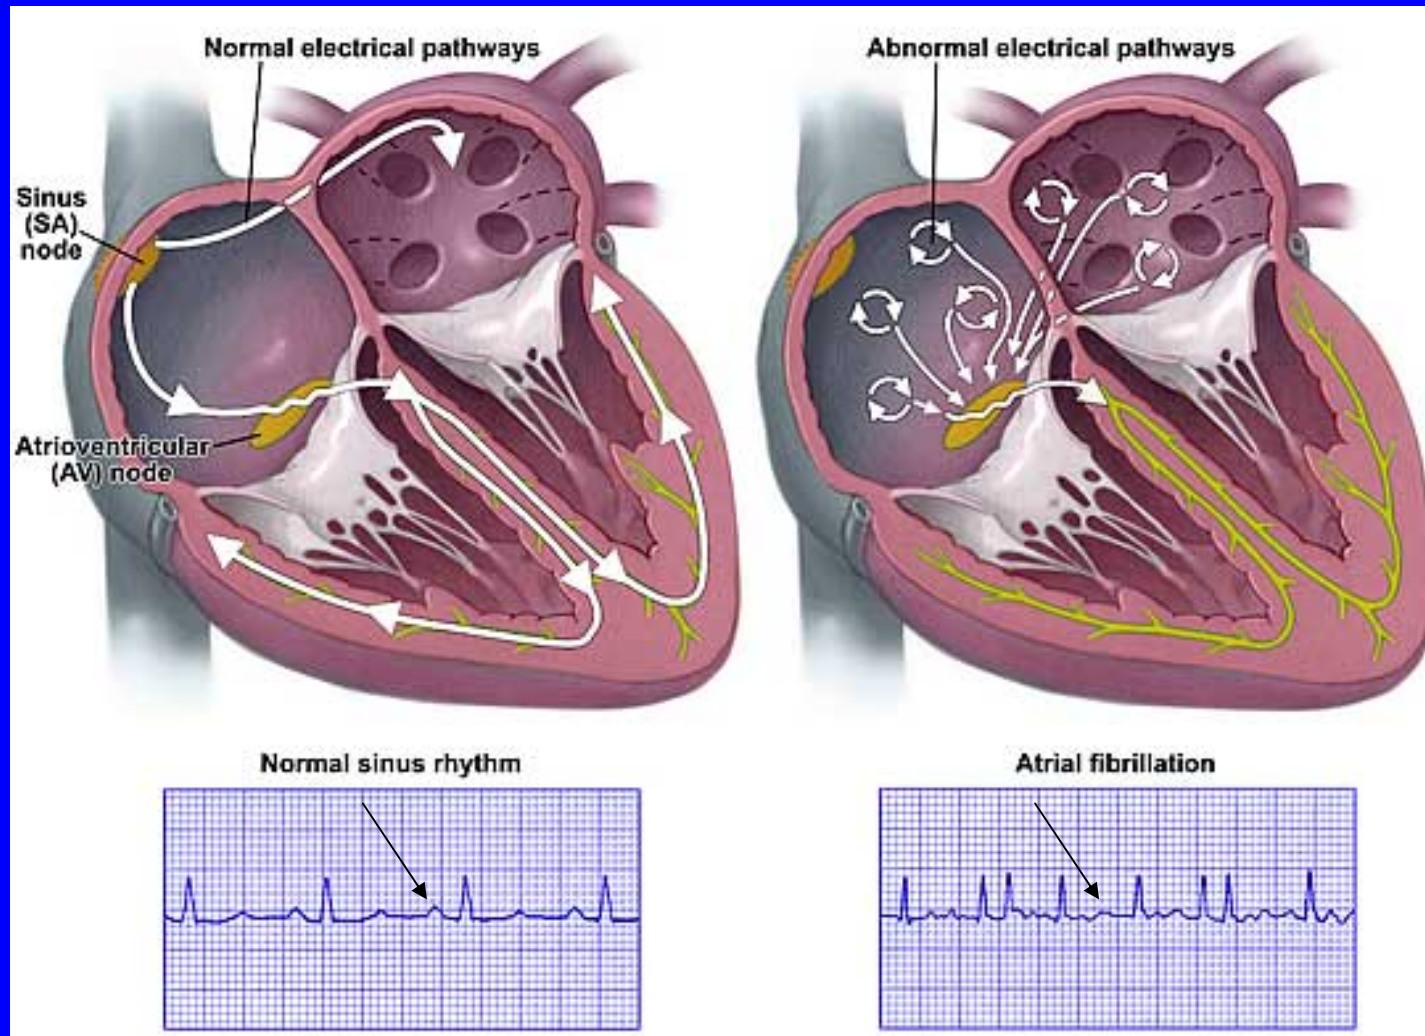 Normal electrical pathways
Sinus
(SA)
node
Atrioventricular
(AV) node
Normal sinus rhythm
Abnormal electrical pathways
Atrial fibrillation